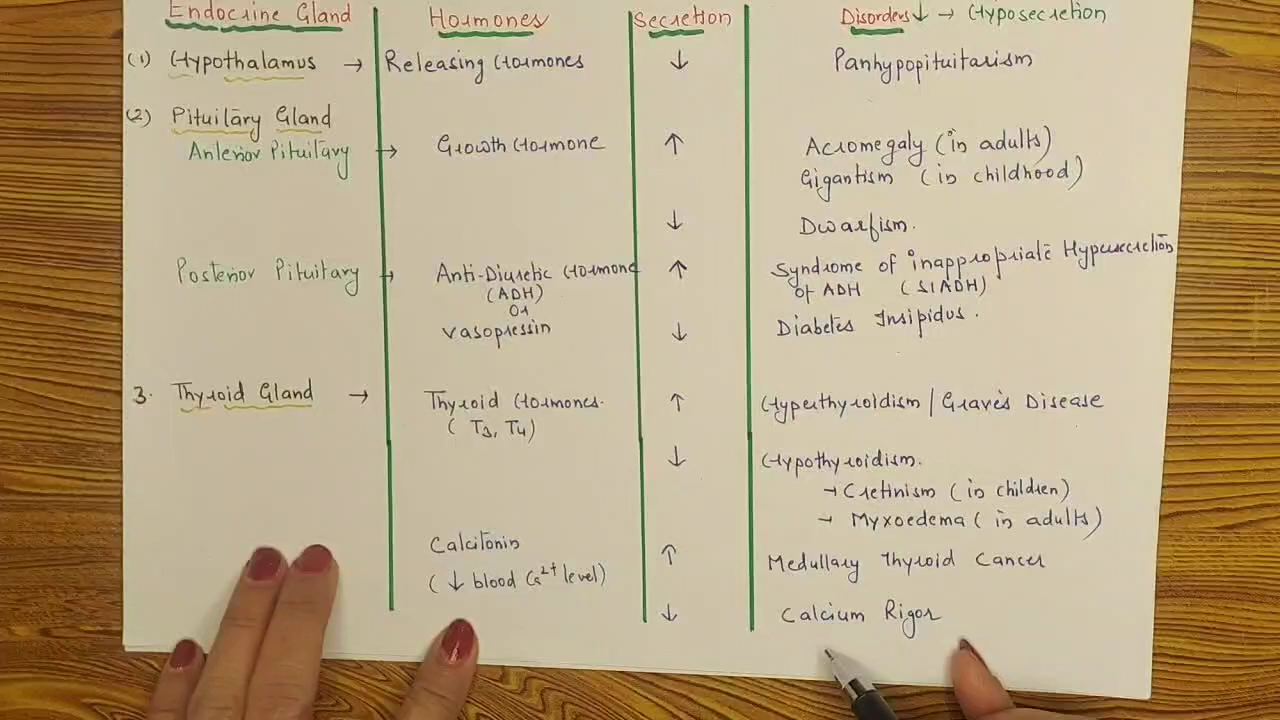 Endocrine Gland Hormones Secretion Disorders ↓ → Hyposecretion
(1) Hypothalamus → Releasing Hormones ↓ Panhypopituitarism
(2) Pituitary Gland
Anterior Pituitary → Growth Hormone ↑ Acromegaly (in adults)
Gigantism (in childhood)
↓ Dwarfism.
Posterior Pituitary → Anti-Diuretic Hormone ↑ Syndrome of inappropriate Hypersecretion
(ADH) of ADH (SIADH)
Or
Vasopressin ↓ Diabetes Insipidus.
3. Thyroid Gland → Thyroid Hormones. ↑ Hyperthyroidism / Graves Disease
(T3, T4)
↓ Hypothyroidism.
→ Cretinism (in children)
→ Myxoedema (in adults)
Calcitonin ↑ Medullary Thyroid Cancer
(↓ blood Ca²⁺ level)
↓ Calcium Rigor